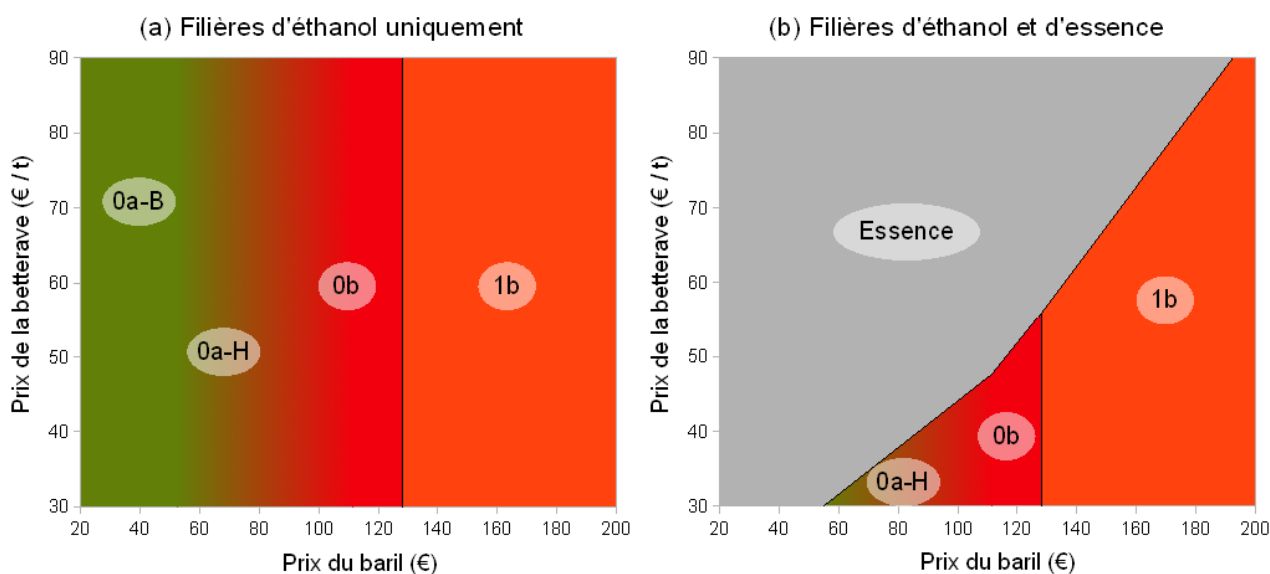 (a) Filières d'éthanol uniquement
90
80
70
60
50
40
30
Prix de la betterave (€ / t)
0a-B
0b
1b
0a-H
20 40 60 80 100 120 140 160 180 200
Prix du baril (€)
(b) Filières d'éthanol et d'essence
90
80
70
60
50
40
30
Prix de la betterave (€ / t)
Essence
1b
0b
0a-H
20 40 60 80 100 120 140 160 180 200
Prix du baril (€)